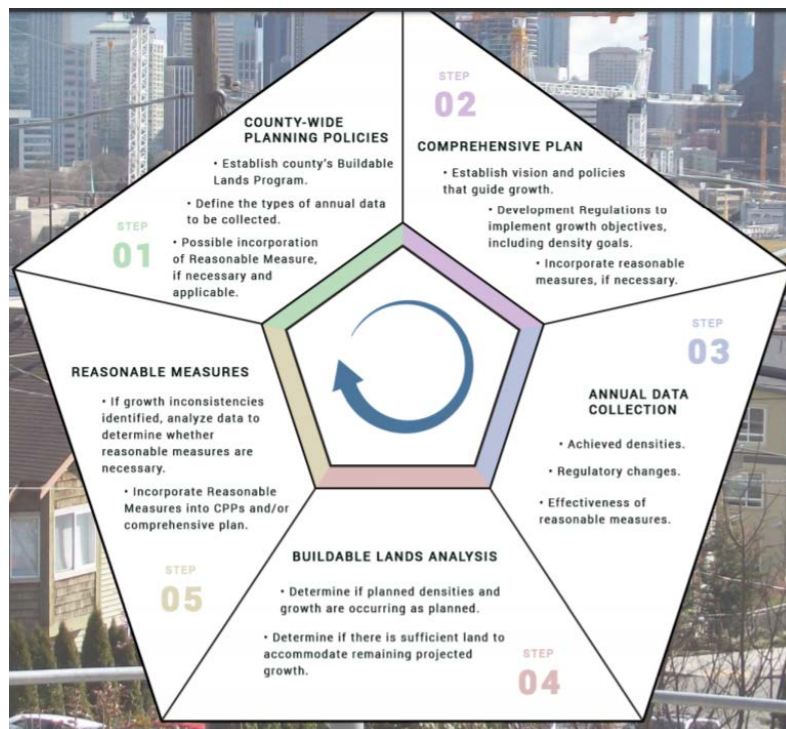 STEP
01
COUNTY-WIDE
PLANNING POLICIES
• Establish county's Buildable
Lands Program.
• Define the types of annual data
to be collected.
• Possible incorporation
of Reasonable Measure,
if necessary and
applicable.
STEP
02
COMPREHENSIVE PLAN
• Establish vision and policies
that guide growth.
• Development Regulations to
implement growth objectives,
including density goals.
• Incorporate reasonable
measures, if necessary.
STEP
03
ANNUAL DATA
COLLECTION
• Achieved densities.
• Regulatory changes.
• Effectiveness of
reasonable measures.
BUILDABLE LANDS ANALYSIS
• Determine if planned densities and
growth are occurring as planned.
• Determine if there is sufficient land to
accommodate remaining projected
growth.
STEP
04
REASONABLE MEASURES
• If growth inconsistencies
identified, analyze data to
determine whether
reasonable measures are
necessary.
• Incorporate Reasonable
Measures into CPPs and/or
comprehensive plan.
STEP
05